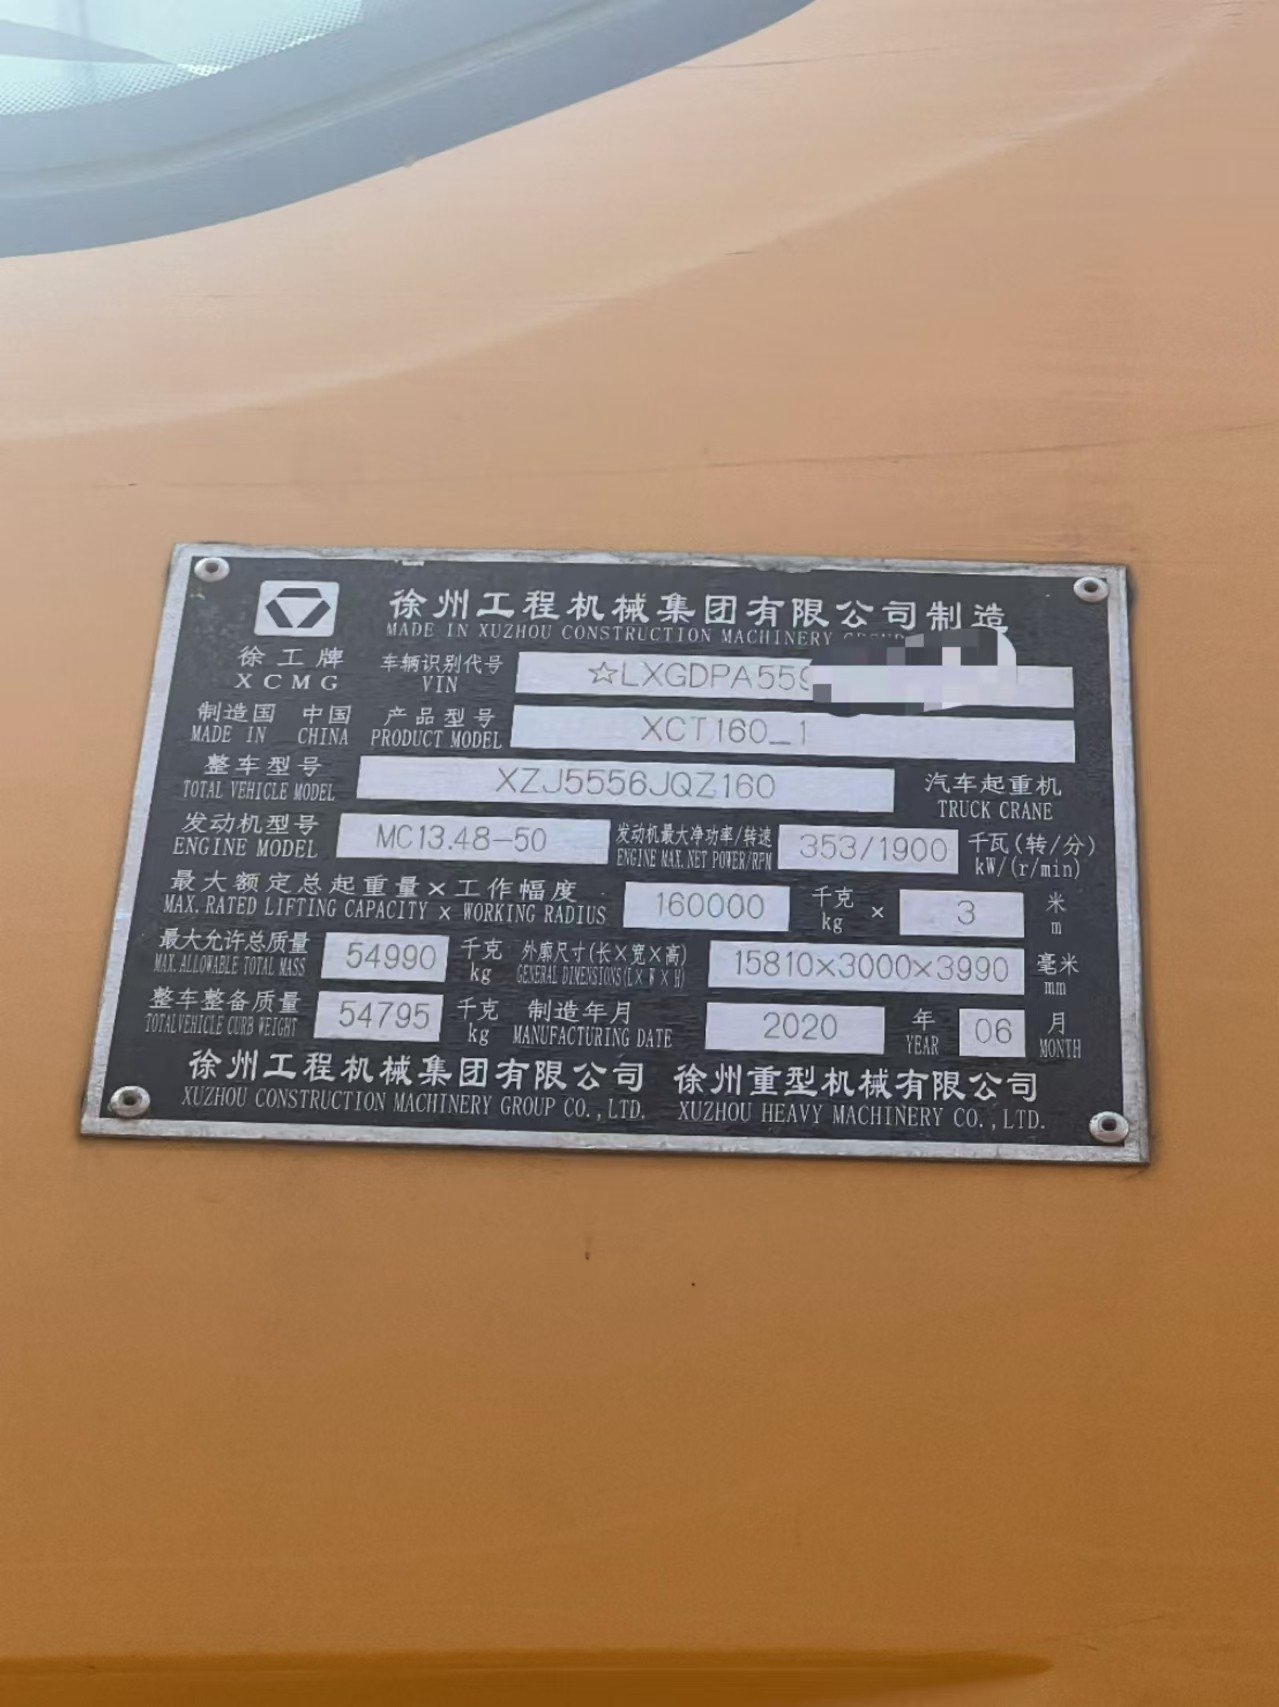 徐州工程机械集团有限公司制造
MADE IN XUZHOU CONSTRUCTION MACHINERY
徐工牌
XCMG
车辆识别代号 ☆LXGDPA559
VIN
制造国 中国 产品型号 XCT160_1
MADE IN CHINA PRODUCT MODEL
整车型号 XZJ5556JQZ160 汽车起重机
TOTAL VEHICLE MODEL TRUCK CRANE
发动机型号 MC13.48-50 发动机最大净功率/转速 353/1900 千瓦(转/分)
ENGINE MODEL ENGINE MAX.NET POWER/RPM kW/(r/min)
最大额定总起重量×工作幅度 160000 千克 × 3 米
MAX.RATED LIFTING CAPACITY × WORKING RADIUS kg m
最大允许总质量 54990 千克 外廓尺寸(长×宽×高) 15810×3000×3990 毫米
MAX.ALLOWABLE TOTAL MASS kg GENERAL DIMENSIONS(L×W×H) mm
整车整备质量 54795 千克 制造年月 2020 年 06 月
TOTALVEHICLE CURB WEIGHT kg MANUFACTURING DATE YEAR MONTH
徐州工程机械集团有限公司 徐州重型机械有限公司
XUZHOU CONSTRUCTION MACHINERY GROUP CO.,LTD. XUZHOU HEAVY MACHINERY CO.,LTD.